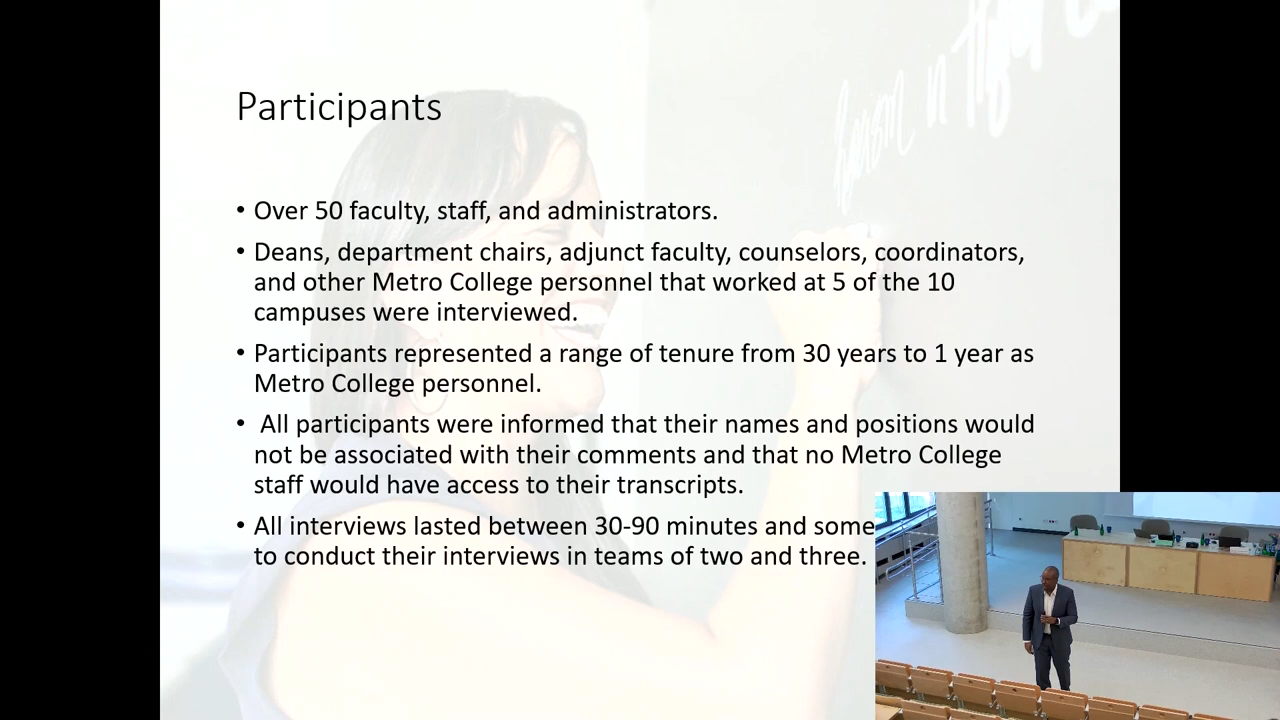 Participants
• Over 50 faculty, staff, and administrators.
• Deans, department chairs, adjunct faculty, counselors, coordinators,
and other Metro College personnel that worked at 5 of the 10
campuses were interviewed.
• Participants represented a range of tenure from 30 years to 1 year as
Metro College personnel.
• All participants were informed that their names and positions would
not be associated with their comments and that no Metro College
staff would have access to their transcripts.
• All interviews lasted between 30-90 minutes and some
to conduct their interviews in teams of two and three.